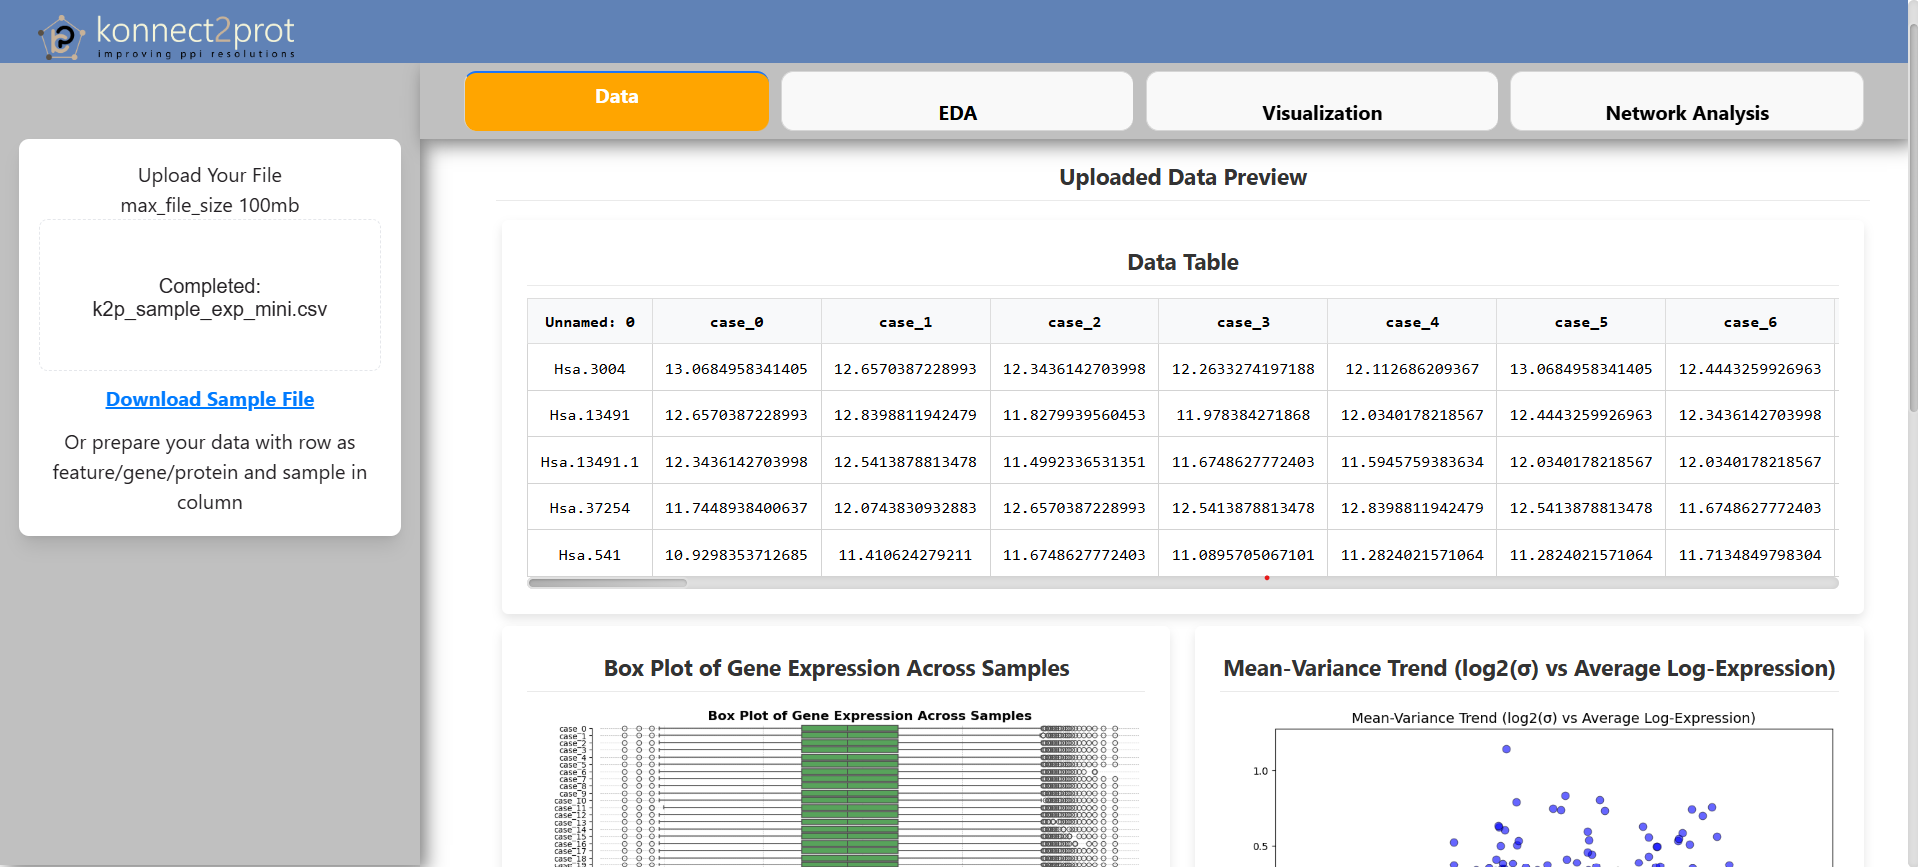 konnect2prot
improving ppi resolutions
Data
EDA
Visualization
Network Analysis
Upload Your File
max_file_size 100mb
Completed:
k2p_sample_exp_mini.csv
Download Sample File
Or prepare your data with row as
feature/gene/protein and sample in
column
Uploaded Data Preview
Data Table
Unnamed: 0 case_0 case_1 case_2 case_3 case_4 case_5 case_6
Hsa.3004 13.0684958341405 12.6570387228993 12.3436142703998 12.2633274197188 12.112686209367 13.0684958341405 12.4443259926963
Hsa.13491 12.6570387228993 12.8398811942479 11.8279939560453 11.978384271868 12.0340178218567 12.4443259926963 12.3436142703998
Hsa.13491.1 12.3436142703998 12.5413878813478 11.4992336531351 11.6748627772403 11.5945759383634 12.0340178218567 12.0340178218567
Hsa.37254 11.7448938400637 12.0743830932883 12.6570387228993 12.5413878813478 12.8398811942479 12.5413878813478 11.6748627772403
Hsa.541 10.9298353712685 11.410624279211 11.6748627772403 11.0895705067101 11.2824021571064 11.2824021571064 11.7134849798304
Box Plot of Gene Expression Across Samples
Box Plot of Gene Expression Across Samples
case_0
case_1
case_2
case_3
case_4
case_5
case_6
case_7
case_8
case_9
case_10
case_11
case_12
case_13
case_14
case_15
case_16
case_17
case_18
Mean-Variance Trend (log2(σ) vs Average Log-Expression)
Mean-Variance Trend (log2(σ) vs Average Log-Expression)
1.0
0.5